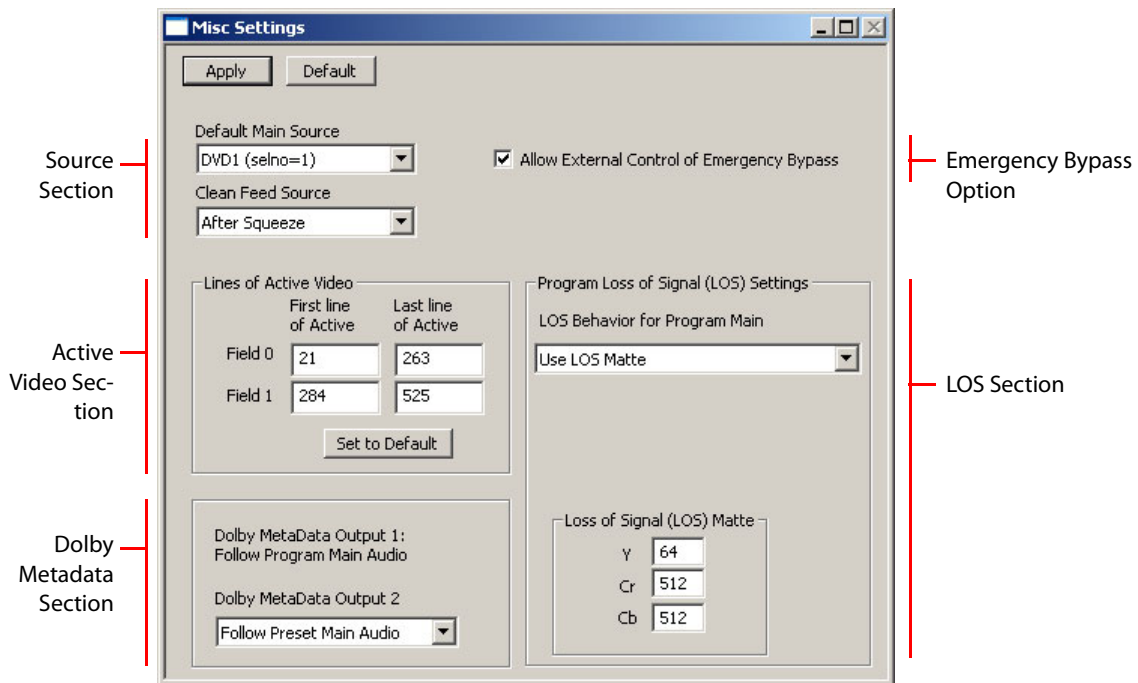 Misc Settings
Apply
Default
Default Main Source
DVD1 (selno=1)
Clean Feed Source
After Squeeze
Allow External Control of Emergency Bypass
Source
Section
Emergency Bypass
Option
Lines of Active Video
First line
of Active
Last line
of Active
Field 0
21
263
Field 1
284
525
Set to Default
Active
Video Sec-
tion
Program Loss of Signal (LOS) Settings
LOS Behavior for Program Main
Use LOS Matte
LOS Section
Dolby MetaData Output 1:
Follow Program Main Audio
Dolby MetaData Output 2
Follow Preset Main Audio
Dolby
Metadata
Section
Loss of Signal (LOS) Matte
Y
64
Cr
512
Cb
512